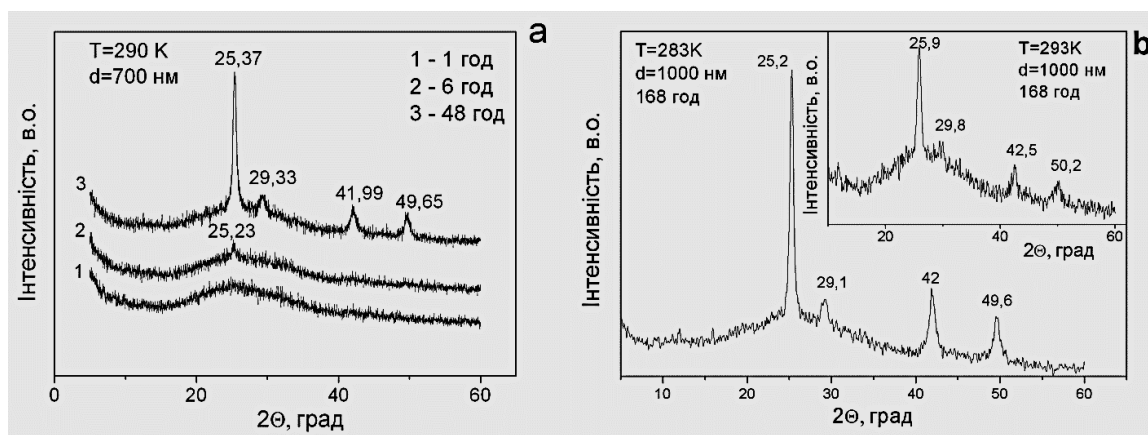 a
T=290 K
d=700 нм
25,37
1 - 1 год
2 - 6 год
3 - 48 год
29,33
41,99
49,65
25,23
3
2
1
Інтенсивність, в.о.
0
20
40
60
2Θ, град
b
T=283K
d=1000 нм
168 год
25,2
29,1
42
49,6
Інтенсивність, в.о.
10
20
30
40
50
60
2Θ, град
25,9
T=293K
d=1000 нм
168 год
29,8
42,5
50,2
Інтенсивність, в.о.
20
40
60
2Θ, град